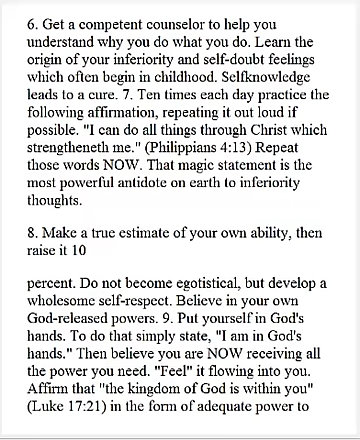 6. Get a competent counselor to help you
understand why you do what you do. Learn the
origin of your inferiority and self-doubt feelings
which often begin in childhood. Selfknowledge
leads to a cure. 7. Ten times each day practice the
following affirmation, repeating it out loud if
possible. "I can do all things through Christ which
strengtheneth me." (Philippians 4:13) Repeat
those words NOW. That magic statement is the
most powerful antidote on earth to inferiority
thoughts.
8. Make a true estimate of your own ability, then
raise it 10
percent. Do not become egotistical, but develop a
wholesome self-respect. Believe in your own
God-released powers. 9. Put yourself in God's
hands. To do that simply state, "I am in God's
hands." Then believe you are NOW receiving all
the power you need. "Feel" it flowing into you.
Affirm that "the kingdom of God is within you"
(Luke 17:21) in the form of adequate power to